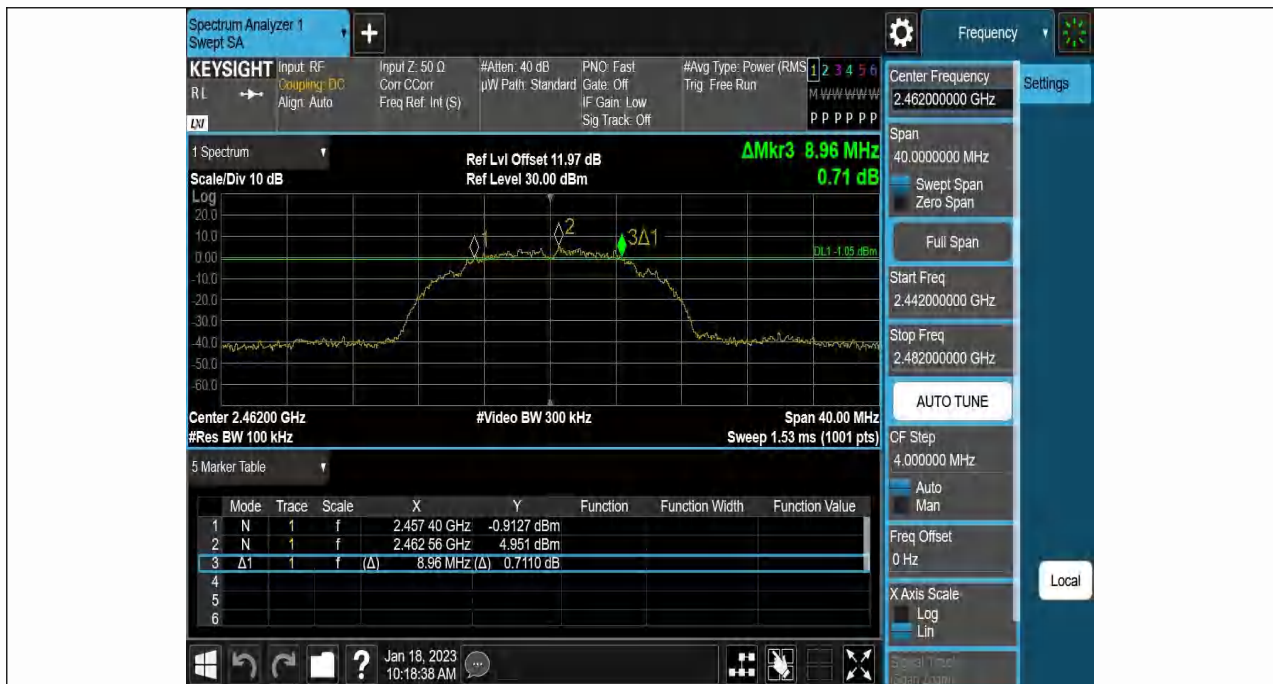 Spectrum Analyzer 1
Swept SA
+
Frequency
KEYSIGHT
RL
LXI
Input: RF
Coupling: DC
Align: Auto
Input Z: 50 Ω
Corr CCorr
Freq Ref: Int (S)
#Atten: 40 dB
µW Path: Standard
PNO: Fast
Gate: Off
IF Gain: Low
Sig Track: Off
#Avg Type: Power (RMS
Trig: Free Run
1 2 3 4 5 6
M W W W W W
P P P P P P
1 Spectrum
Scale/Div 10 dB
Ref Lvl Offset 11.97 dB
Ref Level 30.00 dBm
ΔMkr3 8.96 MHz
0.71 dB
Log
20.0
10.0
0.00
-10.0
-20.0
-30.0
-40.0
-50.0
-60.0
1
2
3Δ1
DL1 -1.05 dBm
Center 2.46200 GHz
#Res BW 100 kHz
#Video BW 300 kHz
Span 40.00 MHz
Sweep 1.53 ms (1001 pts)
5 Marker Table
Mode Trace Scale X Y Function Function Width Function Value
1 N 1 f 2.457 40 GHz -0.9127 dBm
2 N 1 f 2.462 56 GHz 4.951 dBm
3 Δ1 1 f (Δ) 8.96 MHz (Δ) 0.7110 dB
4
5
6
?
Jan 18, 2023
10:18:38 AM
Center Frequency
2.462000000 GHz
Settings
Span
40.0000000 MHz
Swept Span
Zero Span
Full Span
Start Freq
2.442000000 GHz
Stop Freq
2.482000000 GHz
AUTO TUNE
CF Step
4.000000 MHz
Auto
Man
Freq Offset
0 Hz
X Axis Scale
Log
Lin
Local
Signal Track
(Span Zoom)